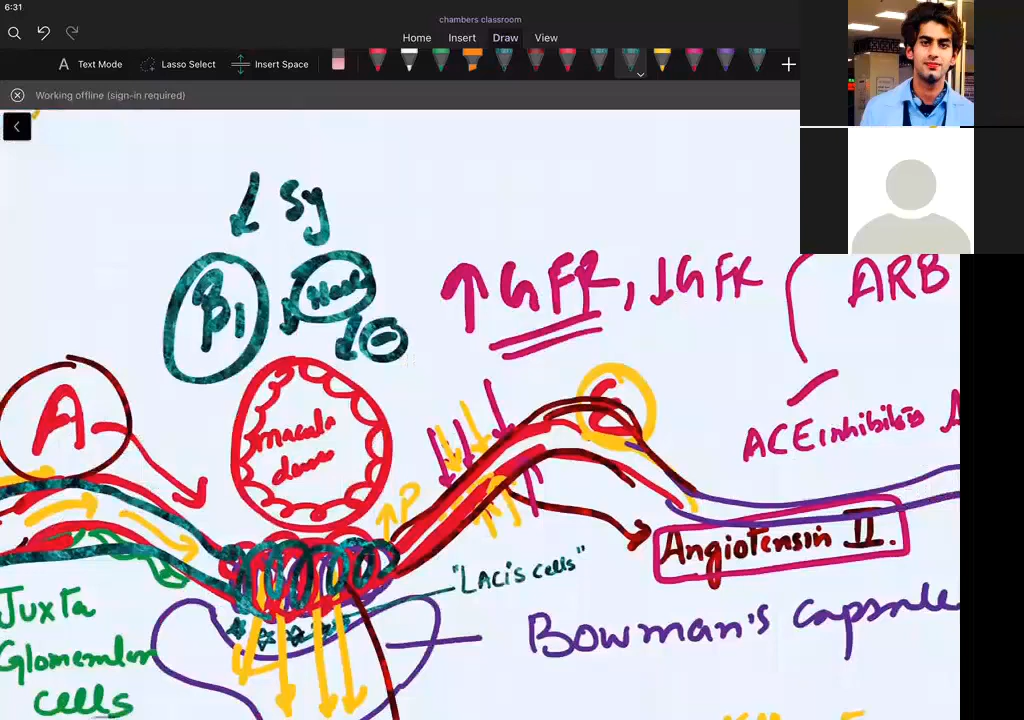 6:31
chambers classroom
Home Insert Draw View
Text Mode Lasso Select Insert Space
Working offline (sign-in required)
↓ Sy
β1
↑ GFR, ↓ GFR
ARB
A
macula
densa
ACE inhibitors
↑ P
Angiotensin II.
"Lacis cells"
Juxta
Glomerular
cells
Bowman's capsule